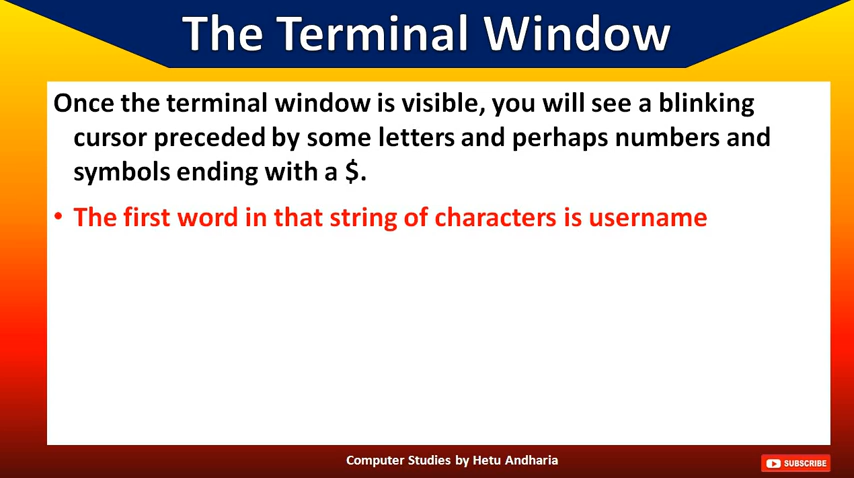 The Terminal Window
Once the terminal window is visible, you will see a blinking
cursor preceded by some letters and perhaps numbers and
symbols ending with a $.
• The first word in that string of characters is username
Computer Studies by Hetu Andharia
SUBSCRIBE